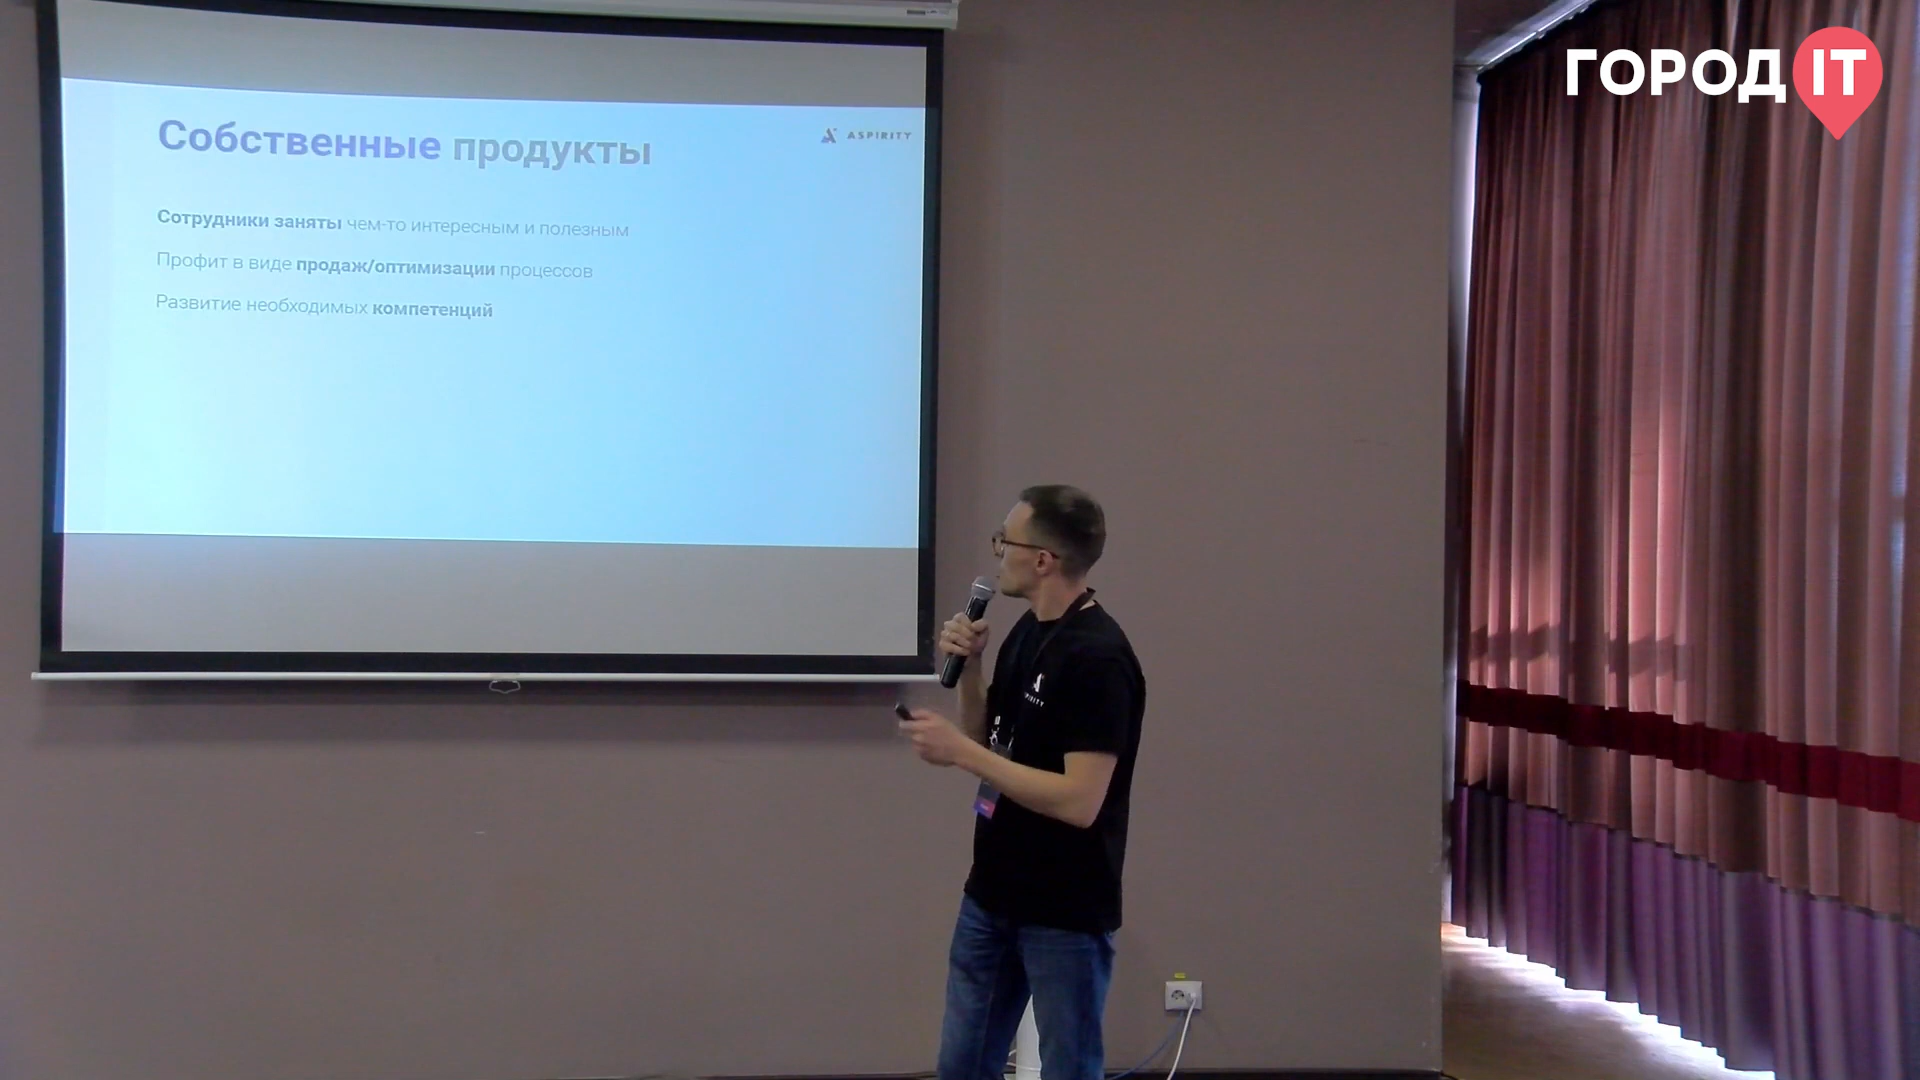 ГОРОД IT
Собственные продукты
ASPIRITY
Сотрудники заняты чем-то интересным и полезным
Профит в виде продаж/оптимизации процессов
Развитие необходимых компетенций